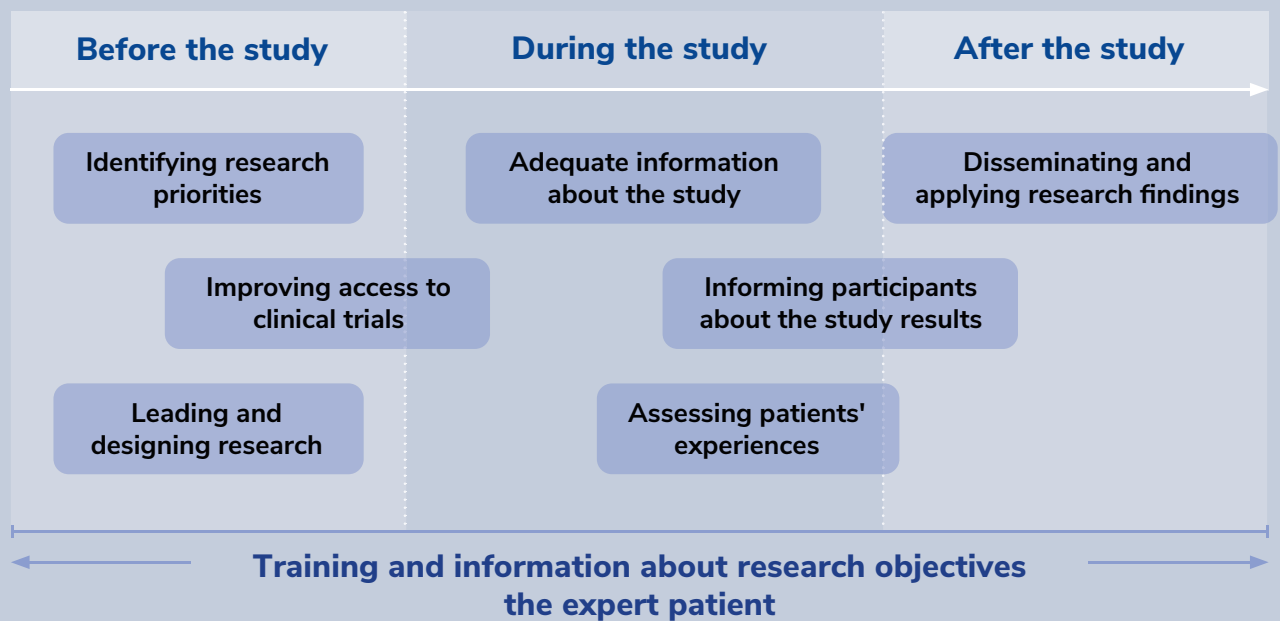 Before the study
During the study
After the study
Identifying research
priorities
Adequate information
about the study
Disseminating and
applying research findings
Improving access to
clinical trials
Informing participants
about the study results
Leading and
designing research
Assessing patients'
experiences
Training and information about research objectives
the expert patient